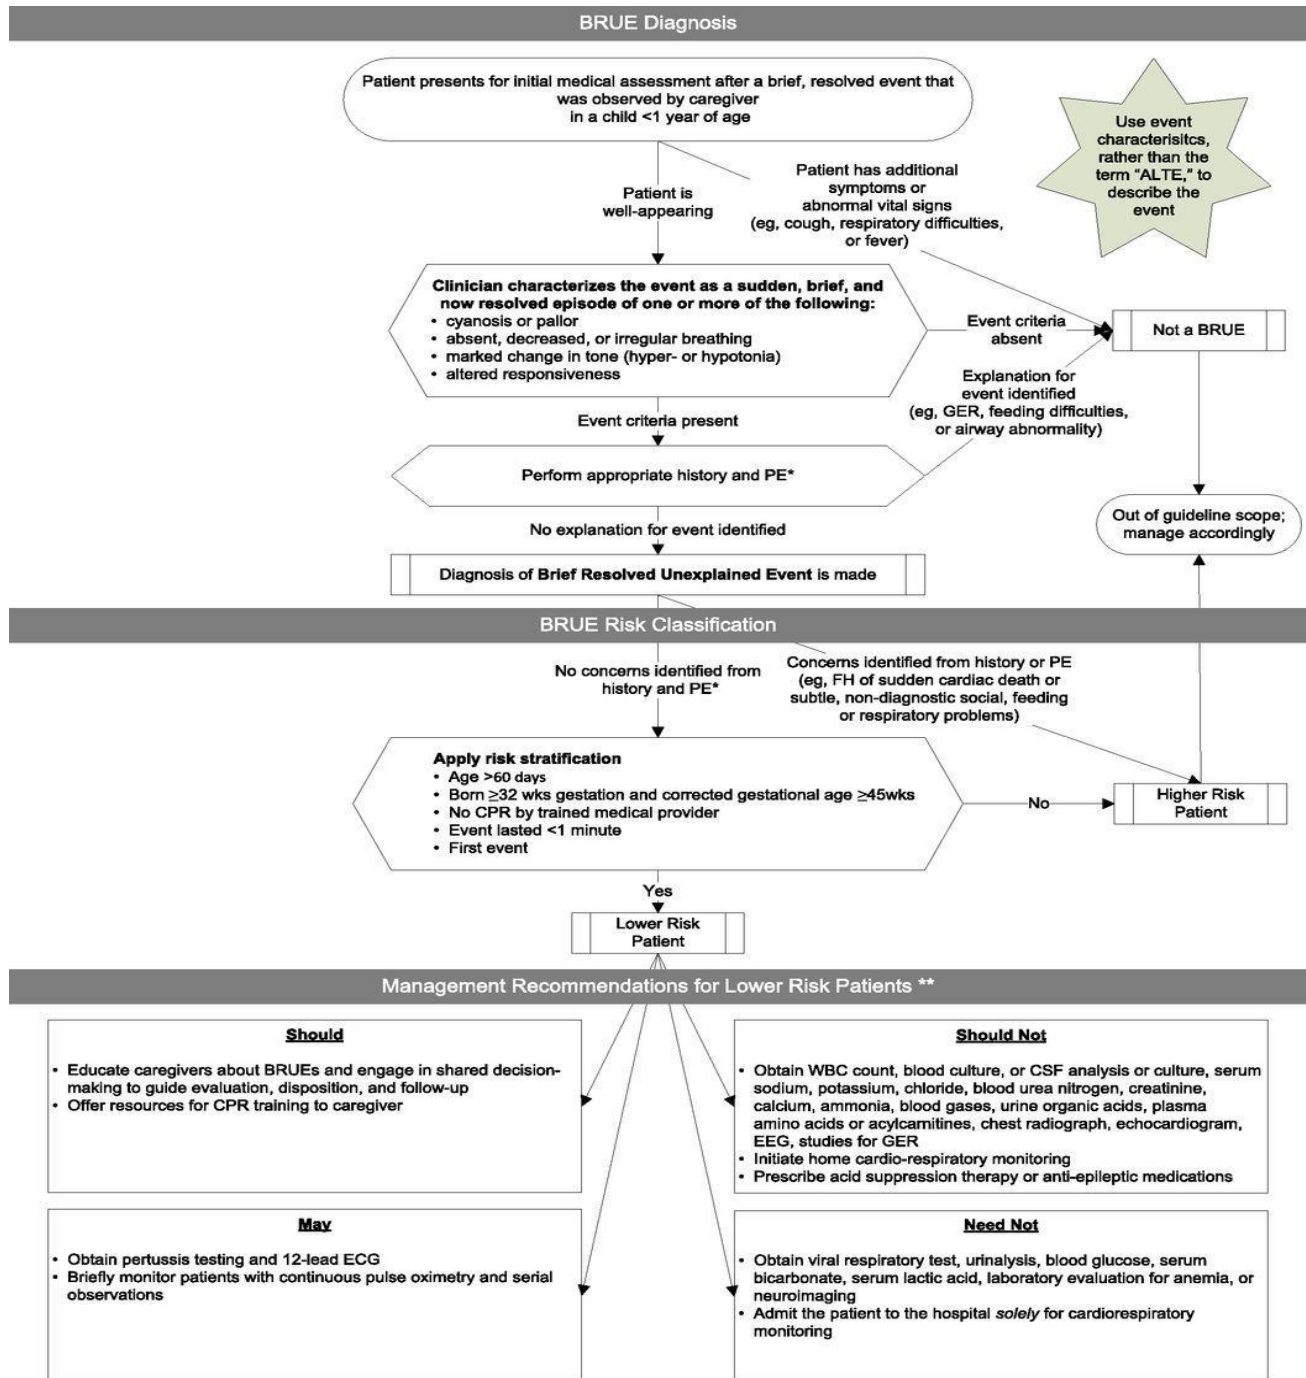 BRUE Diagnosis
Patient presents for initial medical assessment after a brief, resolved event that
was observed by caregiver
in a child <1 year of age
Use event
characterisitcs,
rather than the
term “ALTE,” to
describe the
event
Patient is
well-appearing
Patient has additional
symptoms or
abnormal vital signs
(eg, cough, respiratory difficulties,
or fever)
Clinician characterizes the event as a sudden, brief, and
now resolved episode of one or more of the following:
• cyanosis or pallor
• absent, decreased, or irregular breathing
• marked change in tone (hyper- or hypotonia)
• altered responsiveness
Event criteria
absent
Not a BRUE
Explanation for
event identified
(eg, GER, feeding difficulties,
or airway abnormality)
Event criteria present
Perform appropriate history and PE*
No explanation for event identified
Out of guideline scope;
manage accordingly
Diagnosis of Brief Resolved Unexplained Event is made
BRUE Risk Classification
No concerns identified from
history and PE*
Concerns identified from history or PE
(eg, FH of sudden cardiac death or
subtle, non-diagnostic social, feeding
or respiratory problems)
Apply risk stratification
• Age >60 days
• Born ≥32 wks gestation and corrected gestational age ≥45wks
• No CPR by trained medical provider
• Event lasted <1 minute
• First event
No
Higher Risk
Patient
Yes
Lower Risk
Patient
Management Recommendations for Lower Risk Patients **
Should
• Educate caregivers about BRUEs and engage in shared decision-
making to guide evaluation, disposition, and follow-up
• Offer resources for CPR training to caregiver
Should Not
• Obtain WBC count, blood culture, or CSF analysis or culture, serum
sodium, potassium, chloride, blood urea nitrogen, creatinine,
calcium, ammonia, blood gases, urine organic acids, plasma
amino acids or acylcarnitines, chest radiograph, echocardiogram,
EEG, studies for GER
• Initiate home cardio-respiratory monitoring
• Prescribe acid suppression therapy or anti-epileptic medications
May
• Obtain pertussis testing and 12-lead ECG
• Briefly monitor patients with continuous pulse oximetry and serial
observations
Need Not
• Obtain viral respiratory test, urinalysis, blood glucose, serum
bicarbonate, serum lactic acid, laboratory evaluation for anemia, or
neuroimaging
• Admit the patient to the hospital solely for cardiorespiratory
monitoring